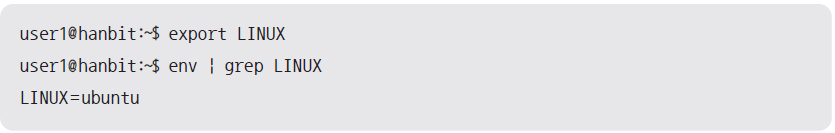 user1@hanbit:~$ export LINUX
user1@hanbit:~$ env | grep LINUX
LINUX=ubuntu